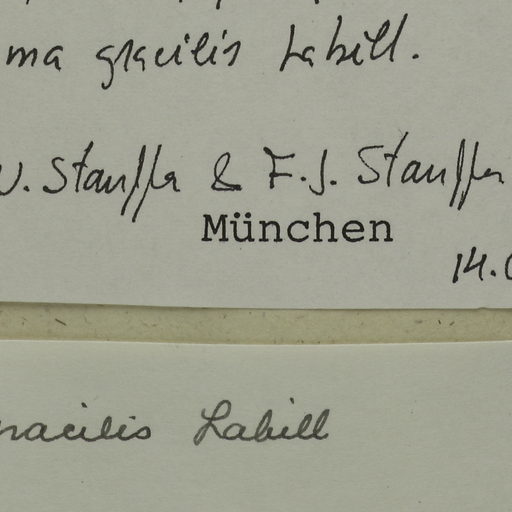 ma gracilis Labill.
W. Stauffer & F.J. Stauffer
München
14.
gracilis Labill